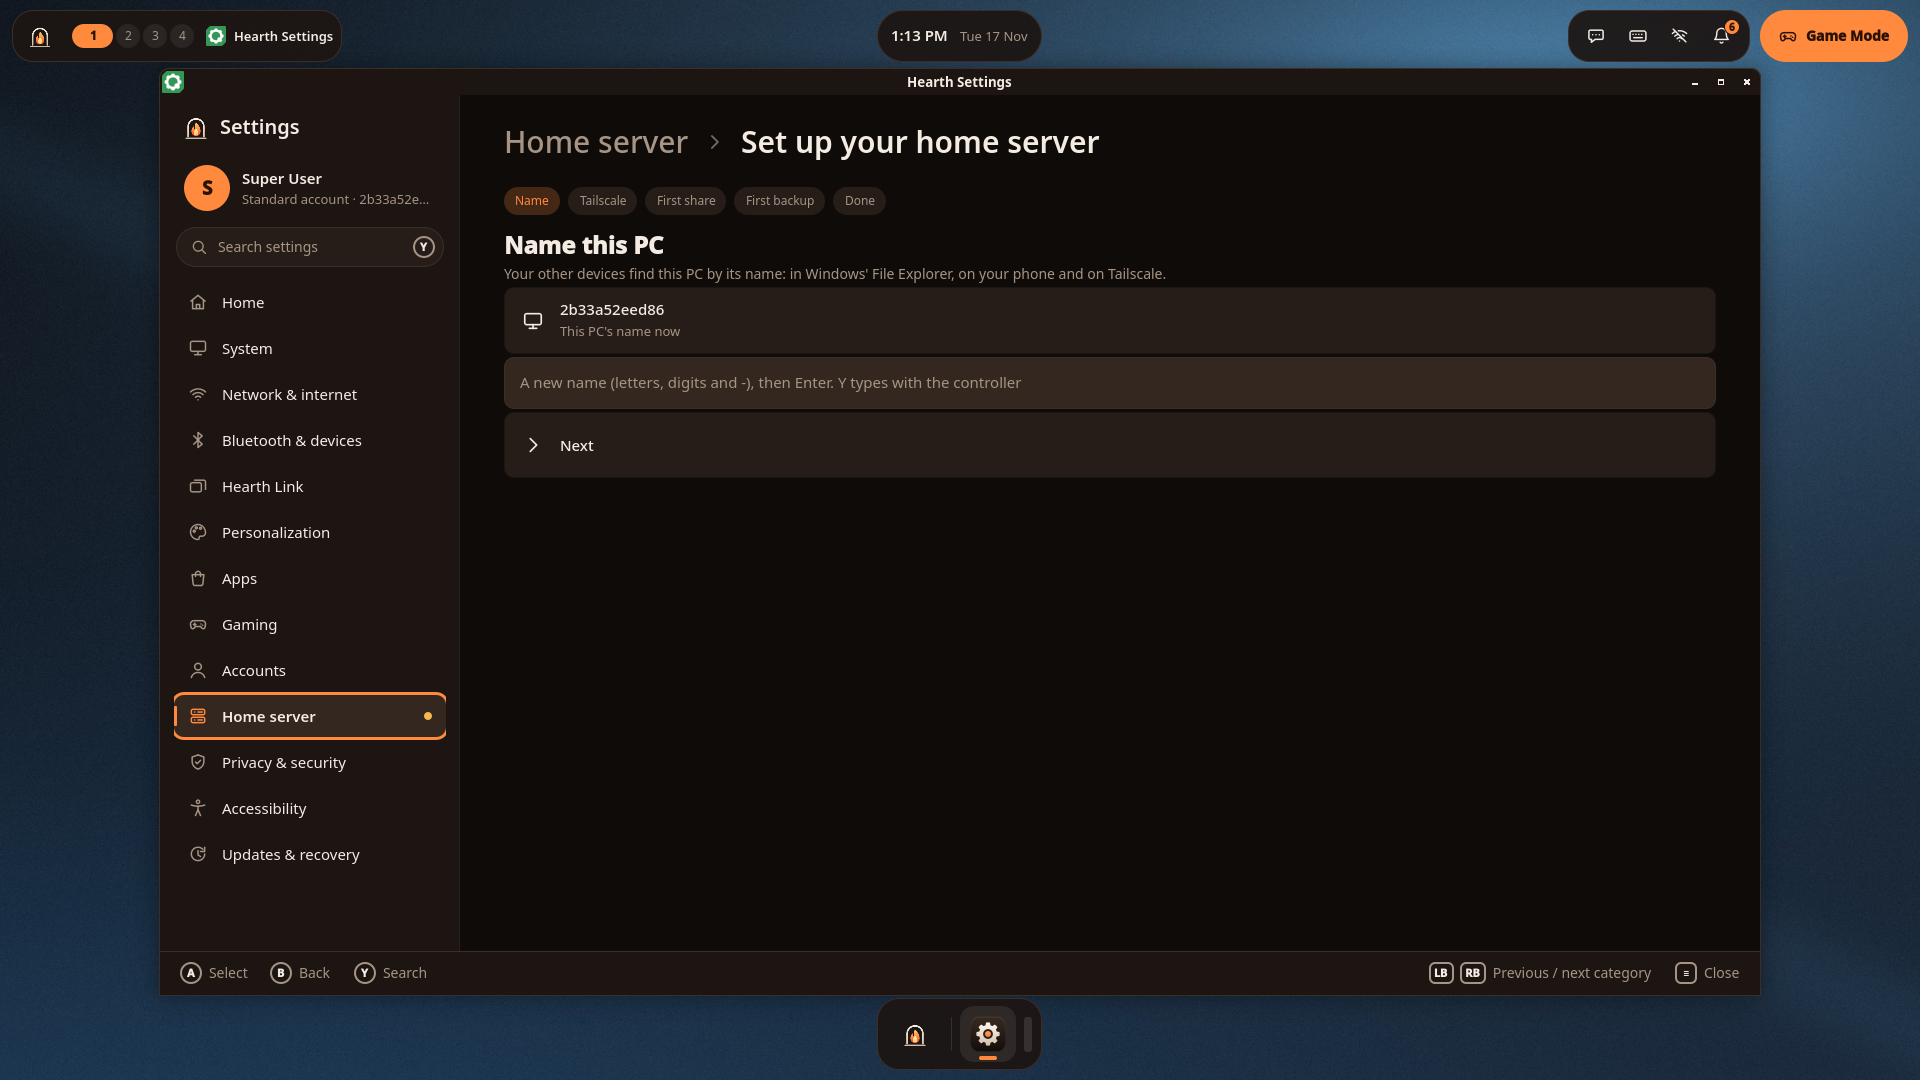 1 2 3 4 Hearth Settings
1:13 PM Tue 17 Nov
6
Game Mode
Hearth Settings
Settings
S
Super User
Standard account · 2b33a52e...
Search settings Y
Home
System
Network & internet
Bluetooth & devices
Hearth Link
Personalization
Apps
Gaming
Accounts
Home server
Privacy & security
Accessibility
Updates & recovery
Home server > Set up your home server
Name Tailscale First share First backup Done
Name this PC
Your other devices find this PC by its name: in Windows' File Explorer, on your phone and on Tailscale.
2b33a52eed86
This PC's name now
A new name (letters, digits and -), then Enter. Y types with the controller
Next
A Select B Back Y Search
LB RB Previous / next category ≡ Close